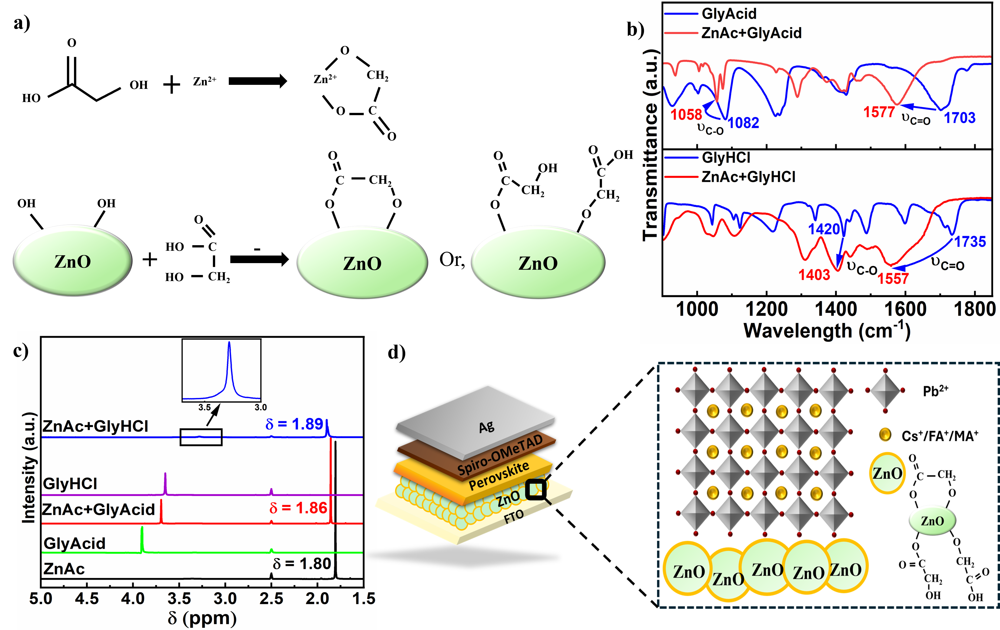 a)
O
HO
OH
+
Zn²⁺
O
Zn²⁺
CH₂
O
C
O
OH
OH
ZnO
+
O
HO
C
HO
CH₂
-
O
C
CH₂
O
O
ZnO
Or,
O
C
OH
CH₂
O
O
C
OH
CH₂
O
ZnO
b)
GlyAcid
ZnAc+GlyAcid
1058
υC-O
1082
1577
υC=O
1703
GlyHCl
ZnAc+GlyHCl
1420
1735
1403
υC-O
1557
υC=O
Transmittance (a.u.)
1000 1200 1400 1600 1800
Wavelength (cm⁻¹)
c)
3.5 3.0
ZnAc+GlyHCl
δ = 1.89
GlyHCl
ZnAc+GlyAcid
δ = 1.86
GlyAcid
ZnAc
δ = 1.80
Intensity (a.u.)
5.0 4.5 4.0 3.5 3.0 2.5 2.0 1.5
δ (ppm)
d)
Ag
Spiro-OMeTAD
Perovskite
ZnO
FTO
Pb²⁺
Cs⁺/FA⁺/MA⁺
ZnO
O
C
CH₂
O
O
ZnO
O
O
O = C
CH₂
CH₂
C
O
OH
OH
ZnO
ZnO
ZnO
ZnO
ZnO